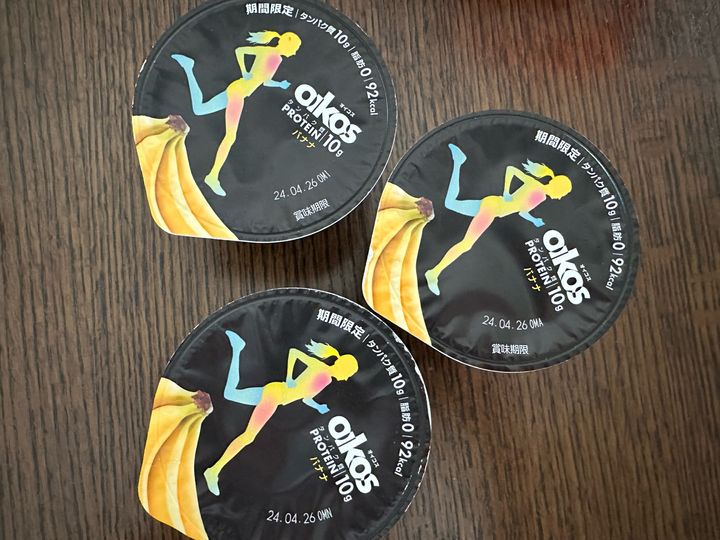 期間限定 | タンパク質10g | 脂肪0 | 92kcal
oikos
オイコス
タンパク質
PROTEIN | 10g
バナナ
24.04.26 OMI
賞味期限
期間限定 | タンパク質10g | 脂肪0 | 92kcal
oikos
オイコス
タンパク質
PROTEIN | 10g
バナナ
24.04.26 OMA
賞味期限
期間限定 | タンパク質10g | 脂肪0 | 92kcal
oikos
オイコス
タンパク質
PROTEIN | 10g
バナナ
24.04.26 OMN